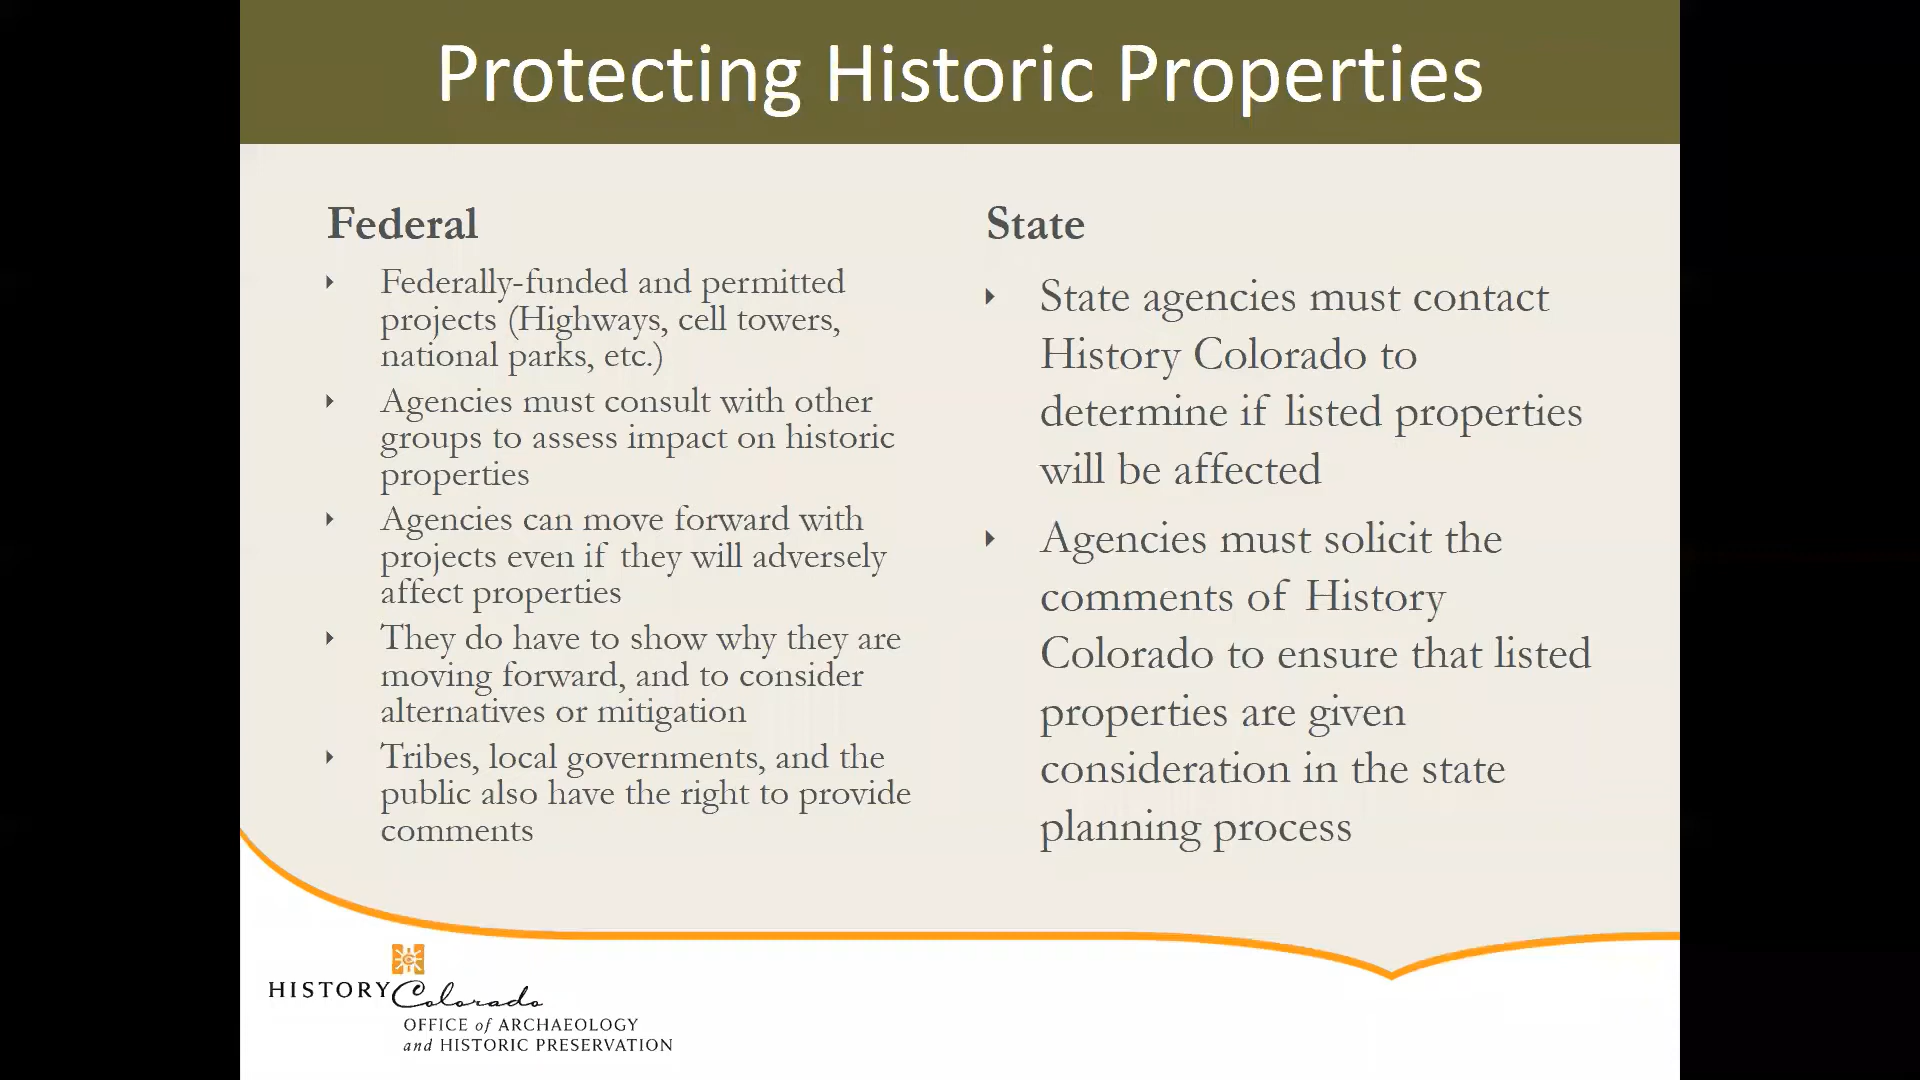 Protecting Historic Properties
Federal
Federally-funded and permitted
projects (Highways, cell towers,
national parks, etc.)
Agencies must consult with other
groups to assess impact on historic
properties
Agencies can move forward with
projects even if they will adversely
affect properties
They do have to show why they are
moving forward, and to consider
alternatives or mitigation
Tribes, local governments, and the
public also have the right to provide
comments
State
State agencies must contact
History Colorado to
determine if listed properties
will be affected
Agencies must solicit the
comments of History
Colorado to ensure that listed
properties are given
consideration in the state
planning process
HISTORY Colorado
OFFICE of ARCHAEOLOGY
and HISTORIC PRESERVATION